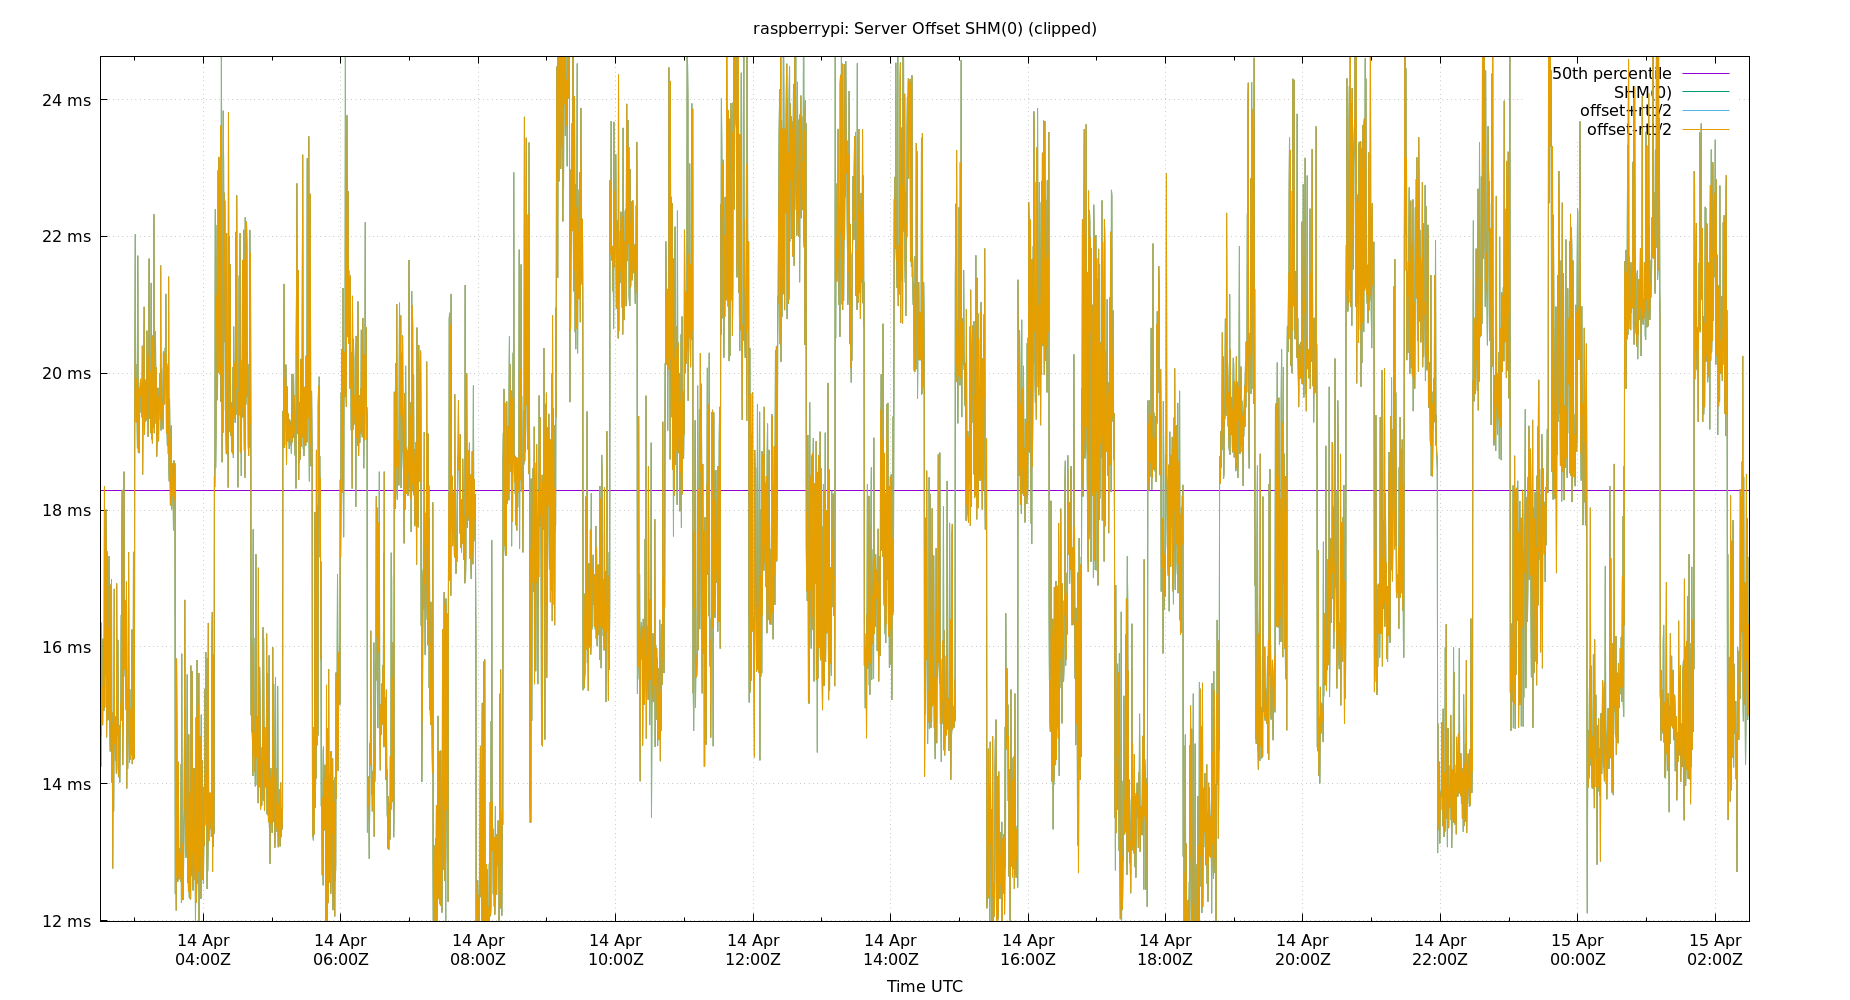 raspberrypi: Server Offset SHM(0) (clipped)
50th percentile
SHM(0)
offset+rtt/2
offset-rtt/2
24 ms
22 ms
20 ms
18 ms
16 ms
14 ms
12 ms
14 Apr 14 Apr 14 Apr 14 Apr 14 Apr 14 Apr 14 Apr 14 Apr 14 Apr 14 Apr 15 Apr 15 Apr
04:00Z 06:00Z 08:00Z 10:00Z 12:00Z 14:00Z 16:00Z 18:00Z 20:00Z 22:00Z 00:00Z 02:00Z
Time UTC